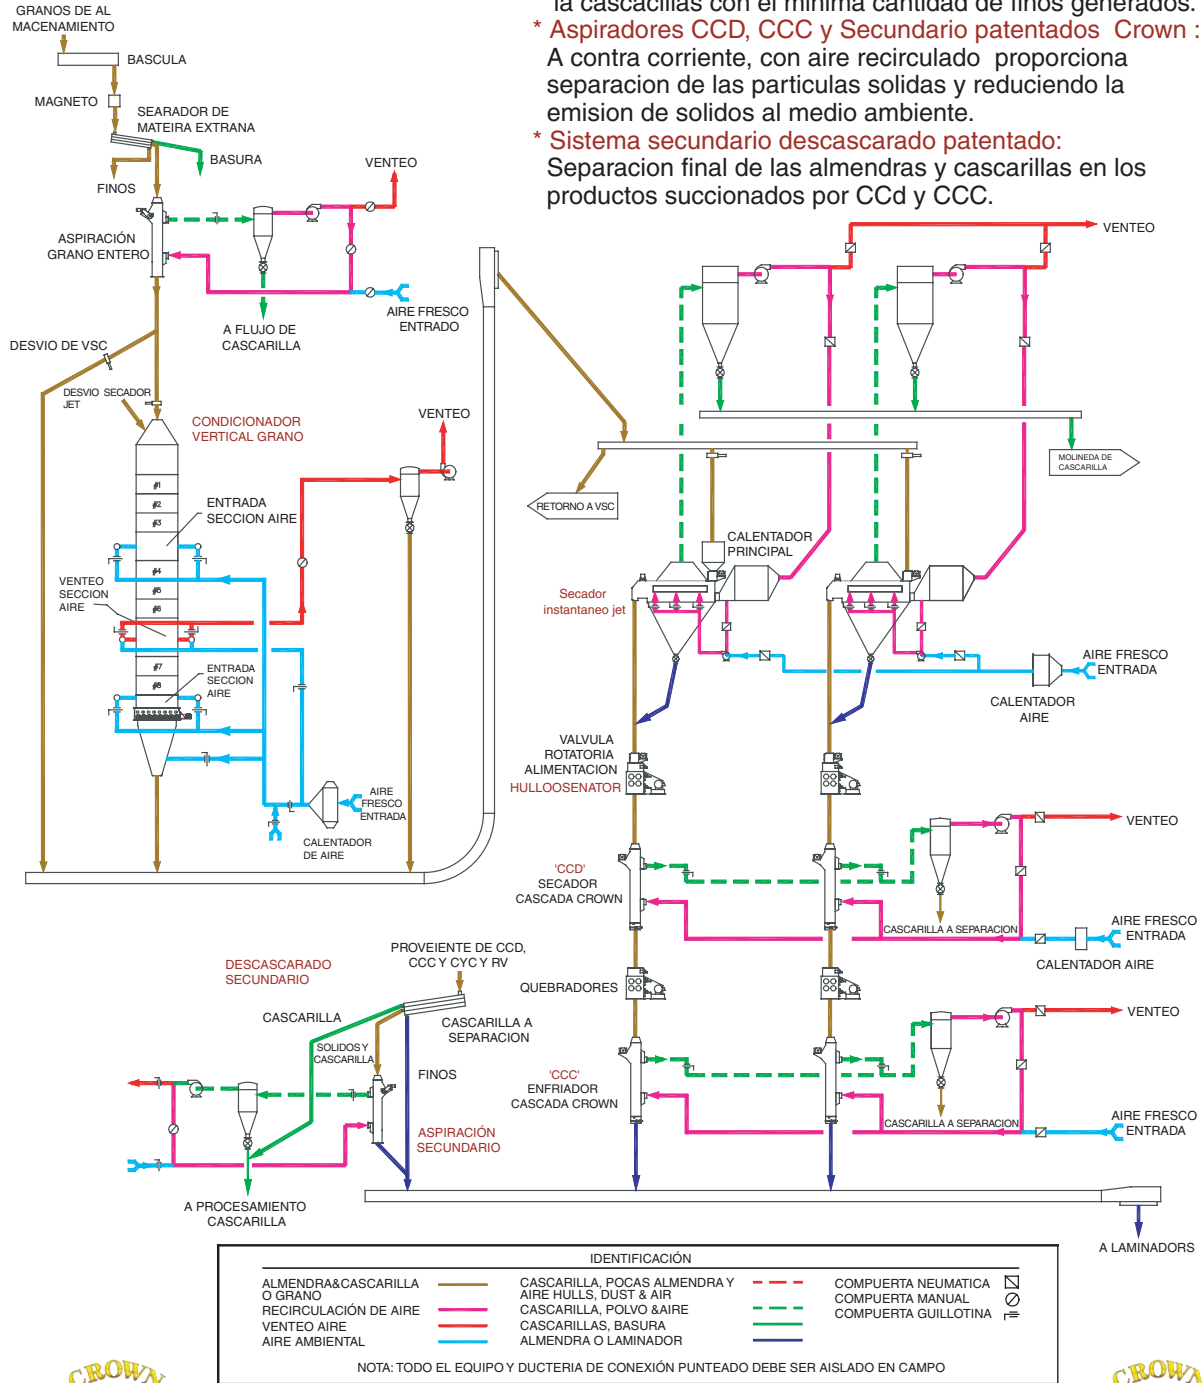 la cascacillas con el minima cantidad de finos generados.
* Aspiradores CCD, CCC y Secundario patentados Crown :
A contra corriente, con aire recirculado proporciona
separacion de las particulas solidas y reduciendo la
emision de solidos al medio ambiente.
* Sistema secundario descascarado patentado:
Separacion final de las almendras y cascarillas en los
productos succionados por CCd y CCC.
GRANOS DE AL
MACENAMIENTO
BASCULA
MAGNETO
SEARADOR DE
MATEIRA EXTRANA
BASURA
FINOS
VENTEO
ASPIRACIÓN
GRANO ENTERO
AIRE FRESCO
ENTRADO
A FLUJO DE
CASCARILLA
DESVIO DE VSC
DESVIO SECADOR
JET
CONDICIONADOR
VERTICAL GRANO
VENTEO
#1
#2
#3
ENTRADA
SECCION AIRE
#4
#5
#6
VENTEO
SECCION
AIRE
#7
#8
ENTRADA
SECCION
AIRE
AIRE
FRESCO
ENTRADA
CALENTADOR
DE AIRE
VENTEO
MOLINEDA DE
CASCARILLA
RETORNO A VSC
CALENTADOR
PRINCIPAL
Secador
instantaneo jet
AIRE FRESCO
ENTRADA
CALENTADOR
AIRE
VALVULA
ROTATORIA
ALIMENTACION
HULLOOSENATOR
VENTEO
'CCD'
SECADOR
CASCADA CROWN
CASCARILLA A SEPARACION
AIRE FRESCO
ENTRADA
CALENTADOR AIRE
QUEBRADORES
VENTEO
'CCC'
ENFRIADOR
CASCADA CROWN
CASCARILLA A SEPARACION
AIRE FRESCO
ENTRADA
PROVEIENTE DE CCD,
CCC Y CYC Y RV
DESCASCARADO
SECUNDARIO
CASCARILLA
CASCARILLA A
SEPARACION
SOLIDOS Y
CASCARILLA
FINOS
ASPIRACIÓN
SECUNDARIO
A PROCESAMIENTO
CASCARILLA
A LAMINADORS
IDENTIFICACIÓN
ALMENDRA&CASCARILLA
O GRANO
RECIRCULACIÓN DE AIRE
VENTEO AIRE
AIRE AMBIENTAL
CASCARILLA, POCAS ALMENDRA Y
AIRE HULLS, DUST & AIR
CASCARILLA, POLVO &AIRE
CASCARILLAS, BASURA
ALMENDRA O LAMINADOR
COMPUERTA NEUMATICA
COMPUERTA MANUAL
COMPUERTA GUILLOTINA
NOTA: TODO EL EQUIPO Y DUCTERIA DE CONEXIÓN PUNTEADO DEBE SER AISLADO EN CAMPO
CROWN
CROWN